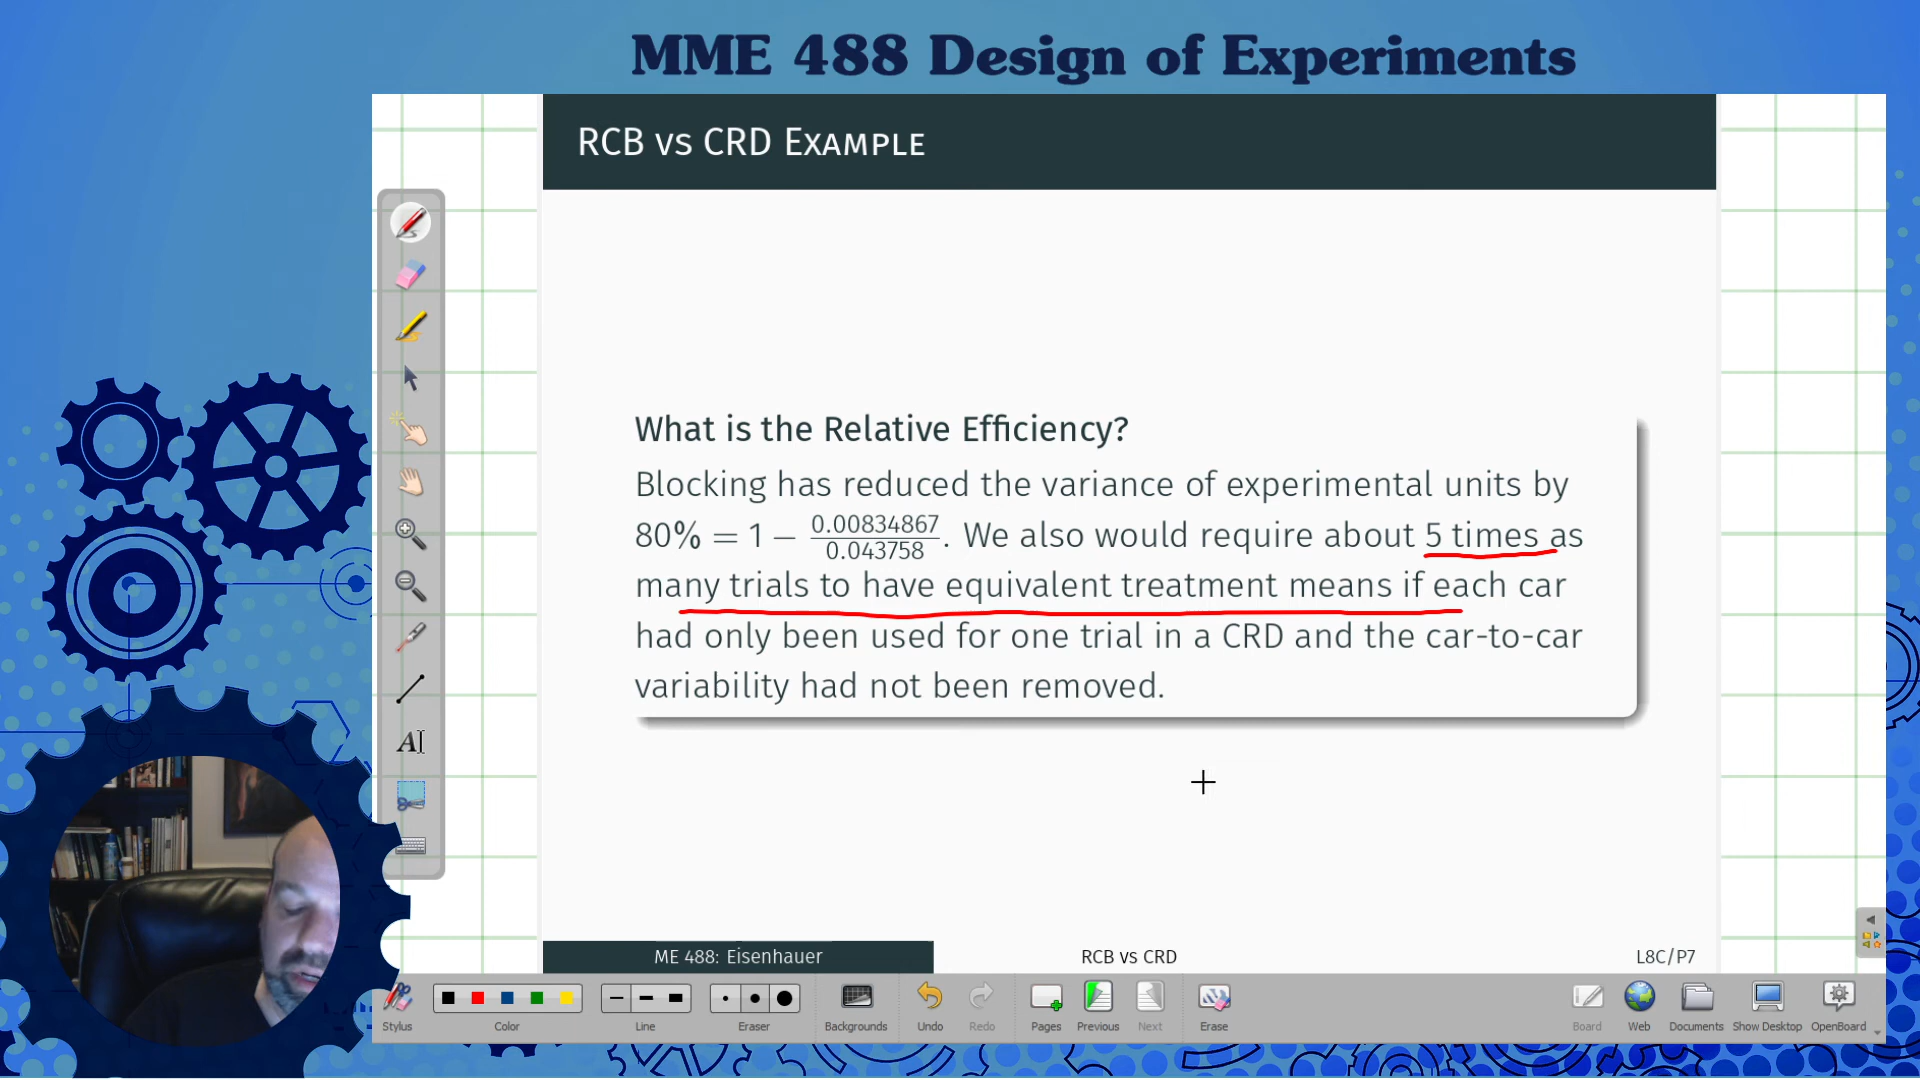 MME 488 Design of Experiments
RCB vs CRD Example
What is the Relative Efficiency?
Blocking has reduced the variance of experimental units by
80% = 1 − 0.00834867/0.043758. We also would require about 5 times as
many trials to have equivalent treatment means if each car
had only been used for one trial in a CRD and the car-to-car
variability had not been removed.
ME 488: Eisenhauer
RCB vs CRD
L8C/P7
Stylus
Color
Line
Eraser
Backgrounds
Undo
Redo
Pages
Previous
Next
Erase
Board
Web
Documents
Show Desktop
OpenBoard